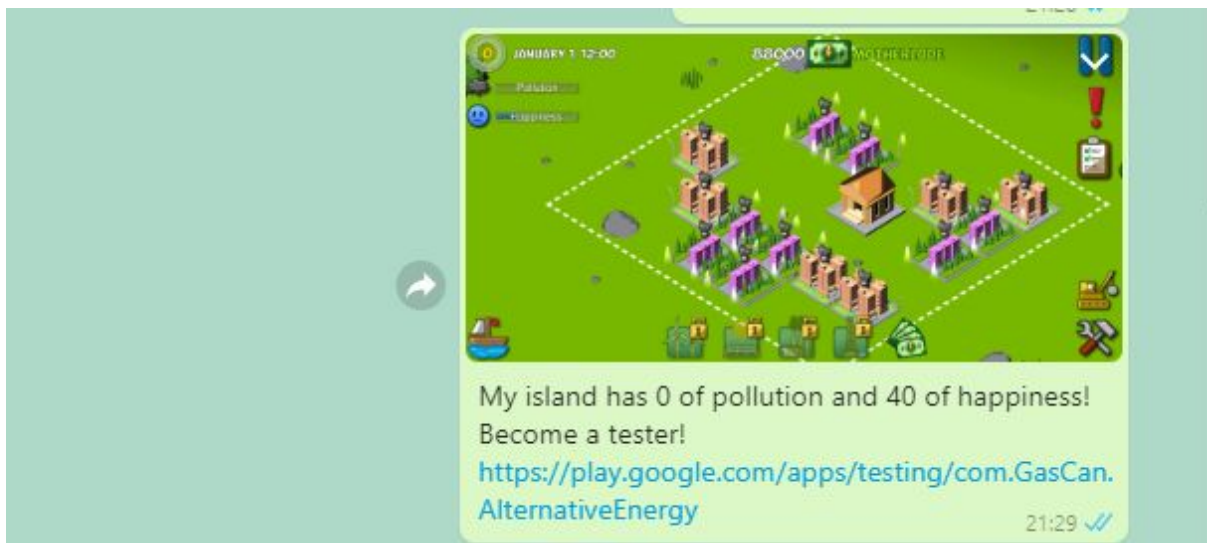 JANUARY 1 12:00
88000
MOTHERLODE
Pollution
Happiness
My island has 0 of pollution and 40 of happiness!
Become a tester!
https://play.google.com/apps/testing/com.GasCan.
AlternativeEnergy
21:29